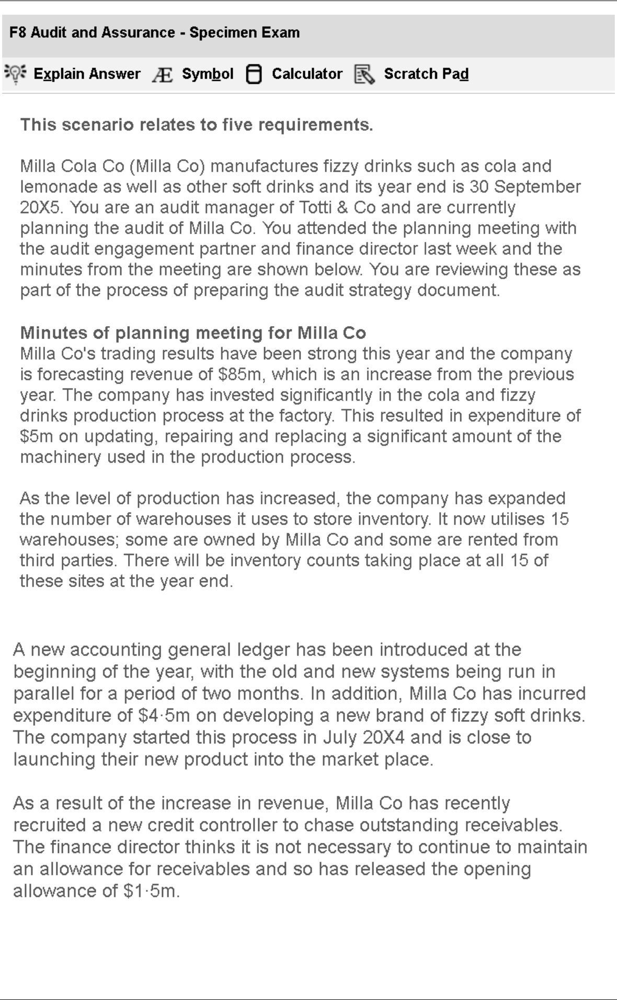 F8 Audit and Assurance - Specimen Exam
Explain Answer Æ Symbol Calculator Scratch Pad
This scenario relates to five requirements.
Milla Cola Co (Milla Co) manufactures fizzy drinks such as cola and
lemonade as well as other soft drinks and its year end is 30 September
20X5. You are an audit manager of Totti & Co and are currently
planning the audit of Milla Co. You attended the planning meeting with
the audit engagement partner and finance director last week and the
minutes from the meeting are shown below. You are reviewing these as
part of the process of preparing the audit strategy document.
Minutes of planning meeting for Milla Co
Milla Co's trading results have been strong this year and the company
is forecasting revenue of $85m, which is an increase from the previous
year. The company has invested significantly in the cola and fizzy
drinks production process at the factory. This resulted in expenditure of
$5m on updating, repairing and replacing a significant amount of the
machinery used in the production process.
As the level of production has increased, the company has expanded
the number of warehouses it uses to store inventory. It now utilises 15
warehouses; some are owned by Milla Co and some are rented from
third parties. There will be inventory counts taking place at all 15 of
these sites at the year end.
A new accounting general ledger has been introduced at the
beginning of the year, with the old and new systems being run in
parallel for a period of two months. In addition, Milla Co has incurred
expenditure of $4·5m on developing a new brand of fizzy soft drinks.
The company started this process in July 20X4 and is close to
launching their new product into the market place.
As a result of the increase in revenue, Milla Co has recently
recruited a new credit controller to chase outstanding receivables.
The finance director thinks it is not necessary to continue to maintain
an allowance for receivables and so has released the opening
allowance of $1·5m.